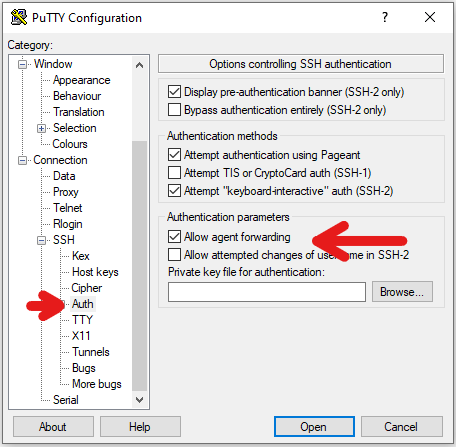 PuTTY Configuration
Category:
Window
Appearance
Behaviour
Translation
Selection
Colours
Connection
Data
Proxy
Telnet
Rlogin
SSH
Kex
Host keys
Cipher
Auth
TTY
X11
Tunnels
Bugs
More bugs
Serial
Options controlling SSH authentication
Display pre-authentication banner (SSH-2 only)
Bypass authentication entirely (SSH-2 only)
Authentication methods
Attempt authentication using Pageant
Attempt TIS or CryptoCard auth (SSH-1)
Attempt "keyboard-interactive" auth (SSH-2)
Authentication parameters
Allow agent forwarding
Allow attempted changes of username in SSH-2
Private key file for authentication:
Browse...
About
Help
Open
Cancel